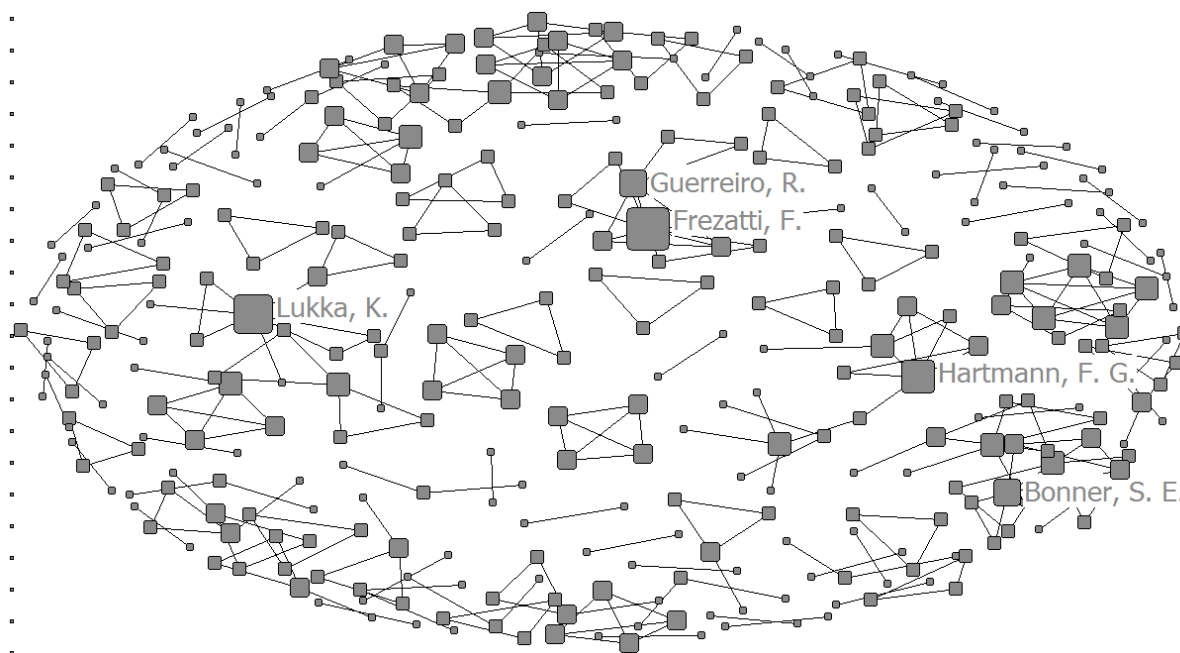 Guerreiro, R.
Frezatti, F.
Lukka, K.
Hartmann, F. G.
Bonner, S. E.